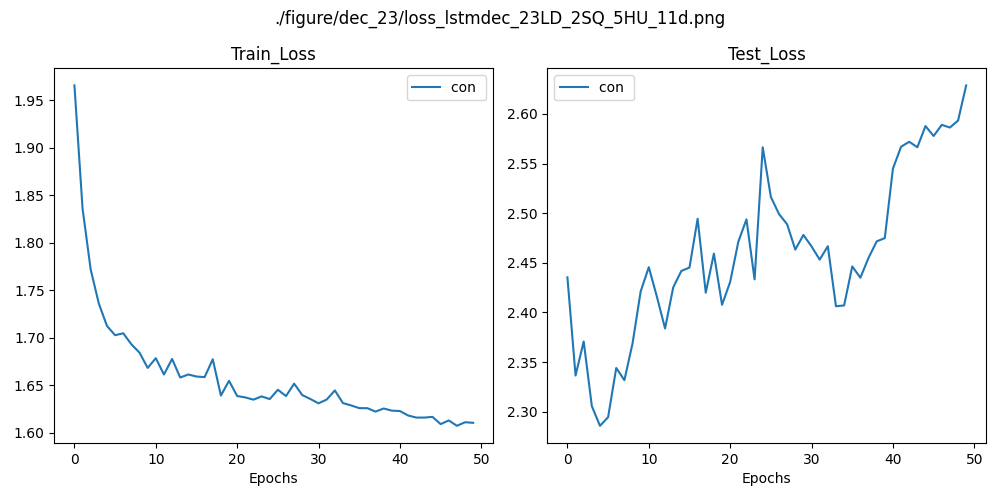 ./figure/dec_23/loss_lstmdec_23LD_2SQ_5HU_11d.png
Train_Loss
con
1.95
1.90
1.85
1.80
1.75
1.70
1.65
1.60
0 10 20 30 40 50
Epochs
Test_Loss
con
2.60
2.55
2.50
2.45
2.40
2.35
2.30
0 10 20 30 40 50
Epochs